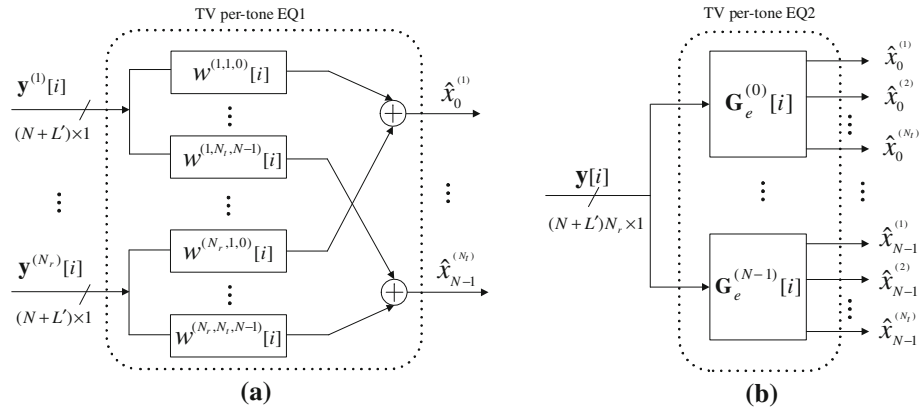 TV per-tone EQ1
y^{(1)}[i]
(N+L′)×1
w^{(1,1,0)}[i]
w^{(1,N_t,N−1)}[i]
y^{(N_r)}[i]
(N+L′)×1
w^{(N_r,1,0)}[i]
w^{(N_r,N_t,N−1)}[i]
x̂_0^{(1)}
x̂_{N−1}^{(N_t)}
(a)
TV per-tone EQ2
y[i]
(N+L′)N_r×1
G_e^{(0)}[i]
x̂_0^{(1)}
x̂_0^{(2)}
x̂_0^{(N_t)}
G_e^{(N−1)}[i]
x̂_{N−1}^{(1)}
x̂_{N−1}^{(2)}
x̂_{N−1}^{(N_t)}
(b)